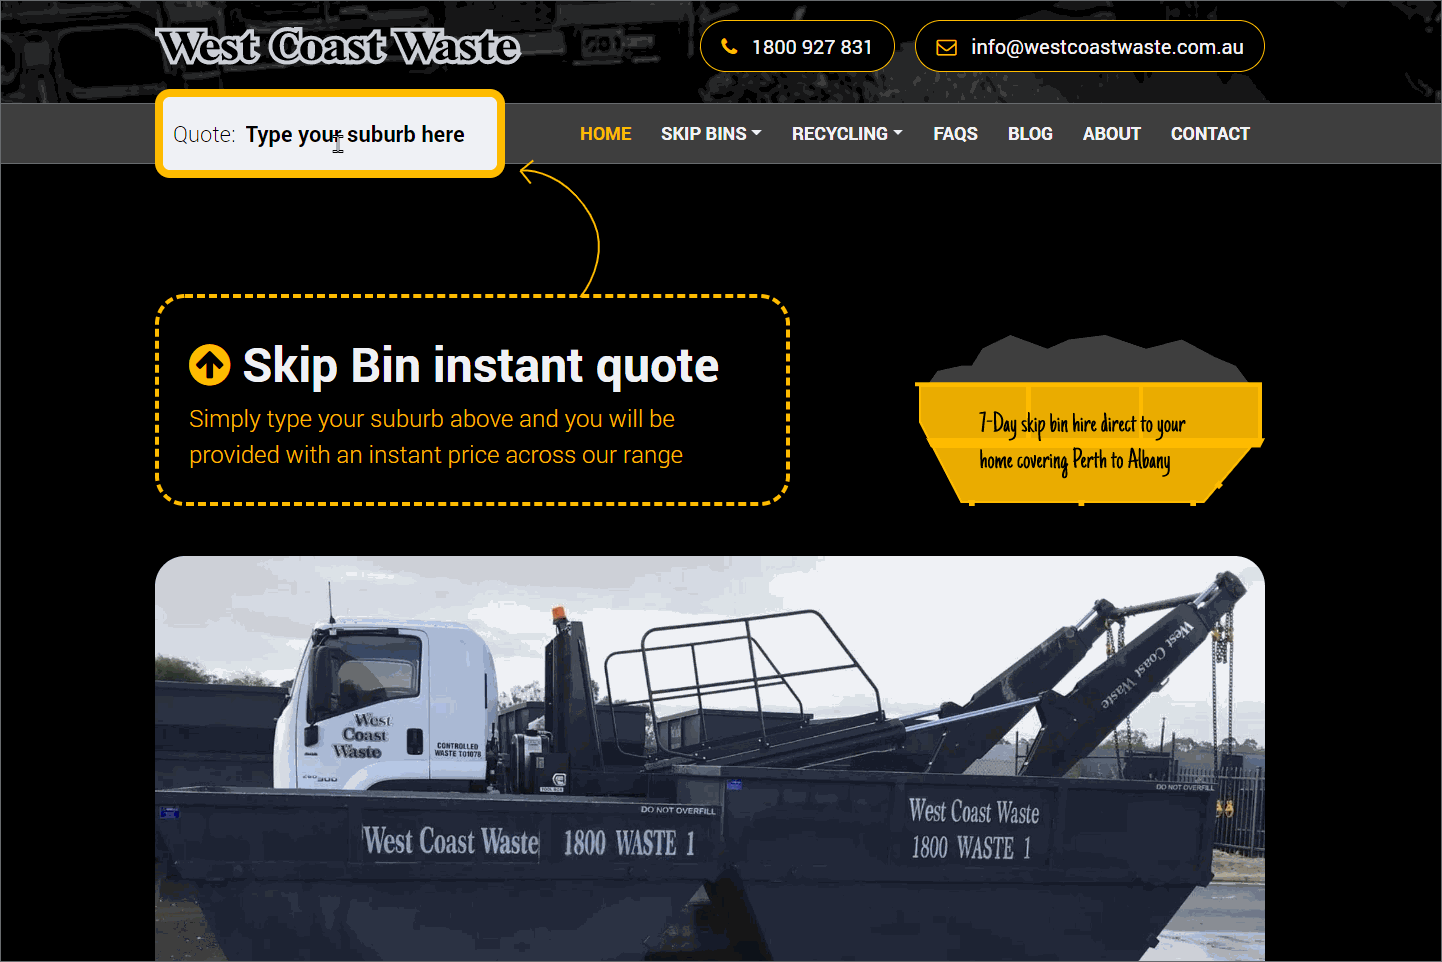 West Coast Waste
1800 927 831
info@westcoastwaste.com.au
Quote: Type your suburb here
HOME SKIP BINS RECYCLING FAQS BLOG ABOUT CONTACT
Skip Bin instant quote
Simply type your suburb above and you will be
provided with an instant price across our range
7-Day skip bin hire direct to your
home covering Perth to Albany
West
Coast
Waste
CONTROLLED
WASTE T01078
300
West Coast Waste
DO NOT OVERFILL
West Coast Waste 1800 WASTE 1
DO NOT OVERFILL
West Coast Waste
1800 WASTE 1